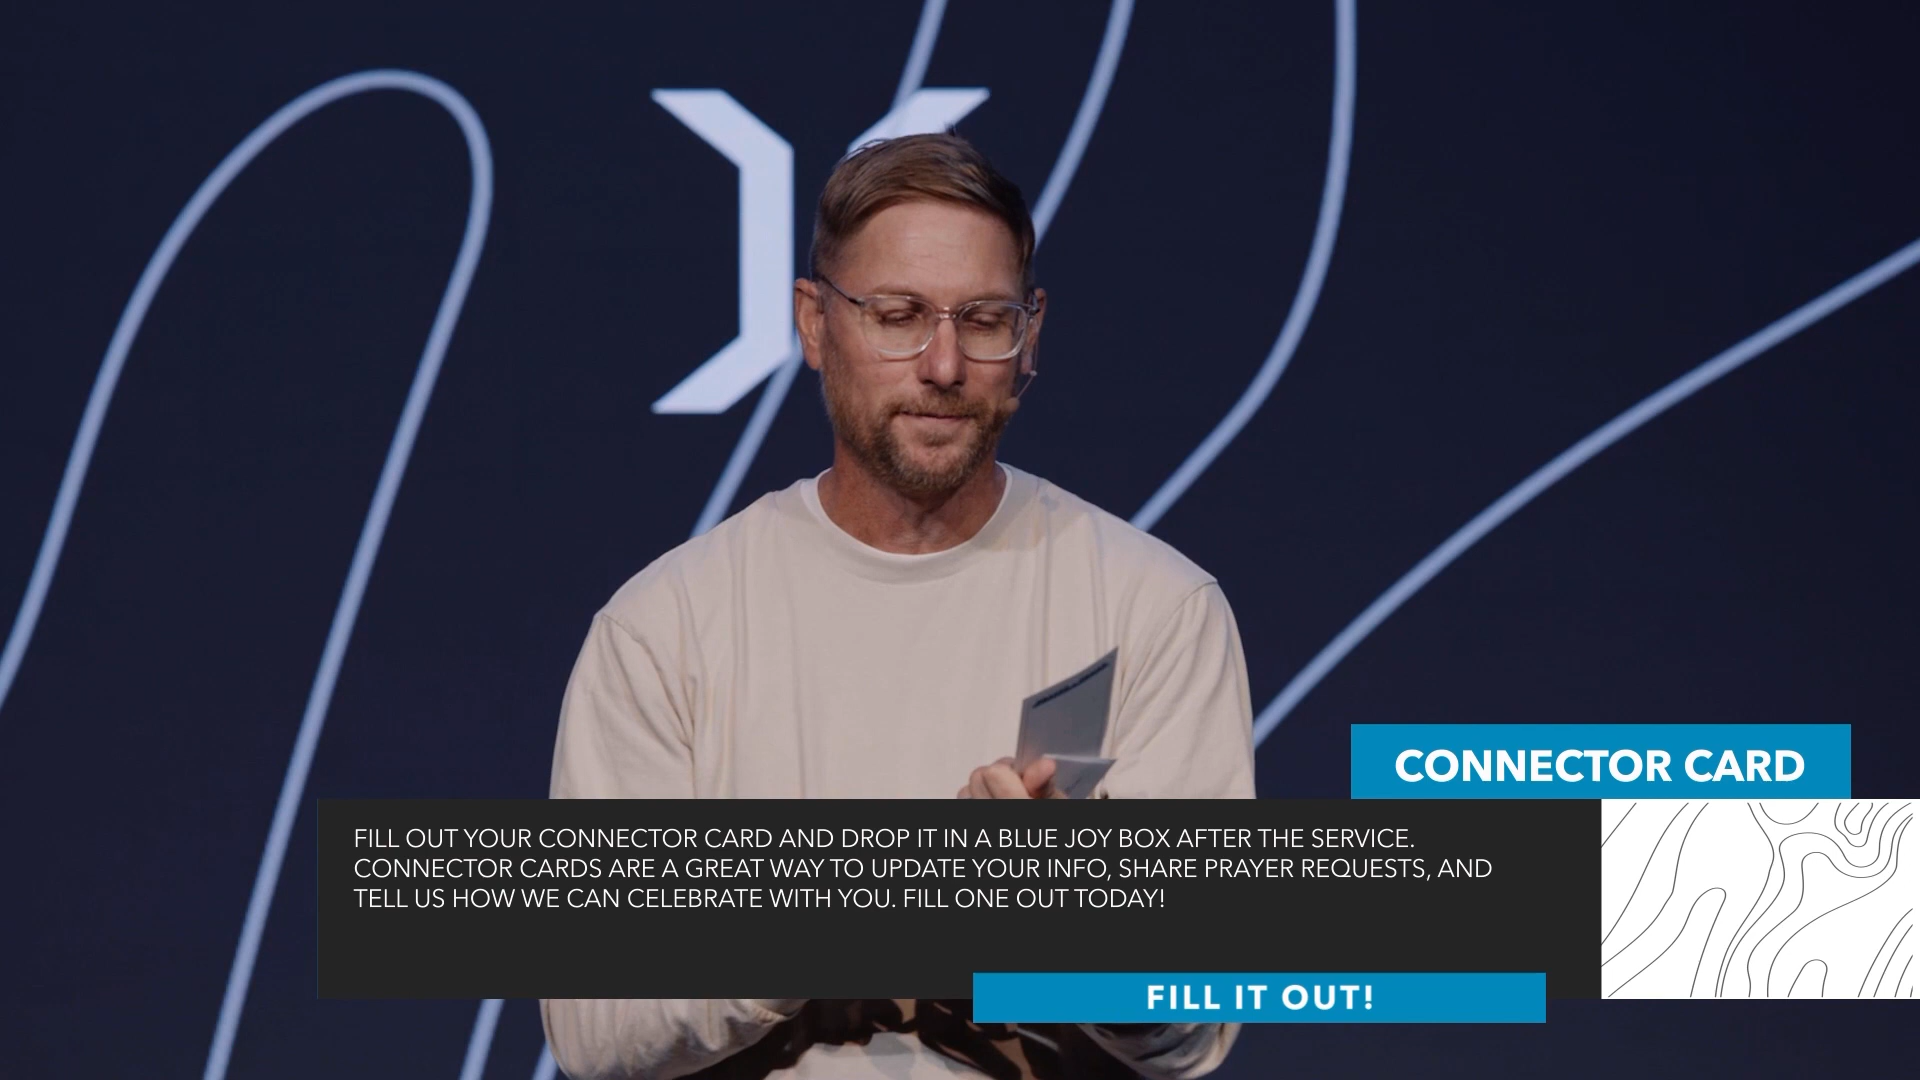 CONNECTOR CARD
FILL OUT YOUR CONNECTOR CARD AND DROP IT IN A BLUE JOY BOX AFTER THE SERVICE.
CONNECTOR CARDS ARE A GREAT WAY TO UPDATE YOUR INFO, SHARE PRAYER REQUESTS, AND
TELL US HOW WE CAN CELEBRATE WITH YOU. FILL ONE OUT TODAY!
FILL IT OUT!